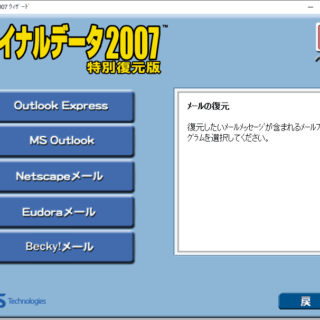 007 ウィザード
イナルデータ2007™
特別復元版
Outlook Express
MS Outlook
Netscapeメール
Eudoraメール
Becky!メール
メールの復元
復元したいメールメッセージが含まれるメールプ
グラムを選択してください。
S Technologies
戻